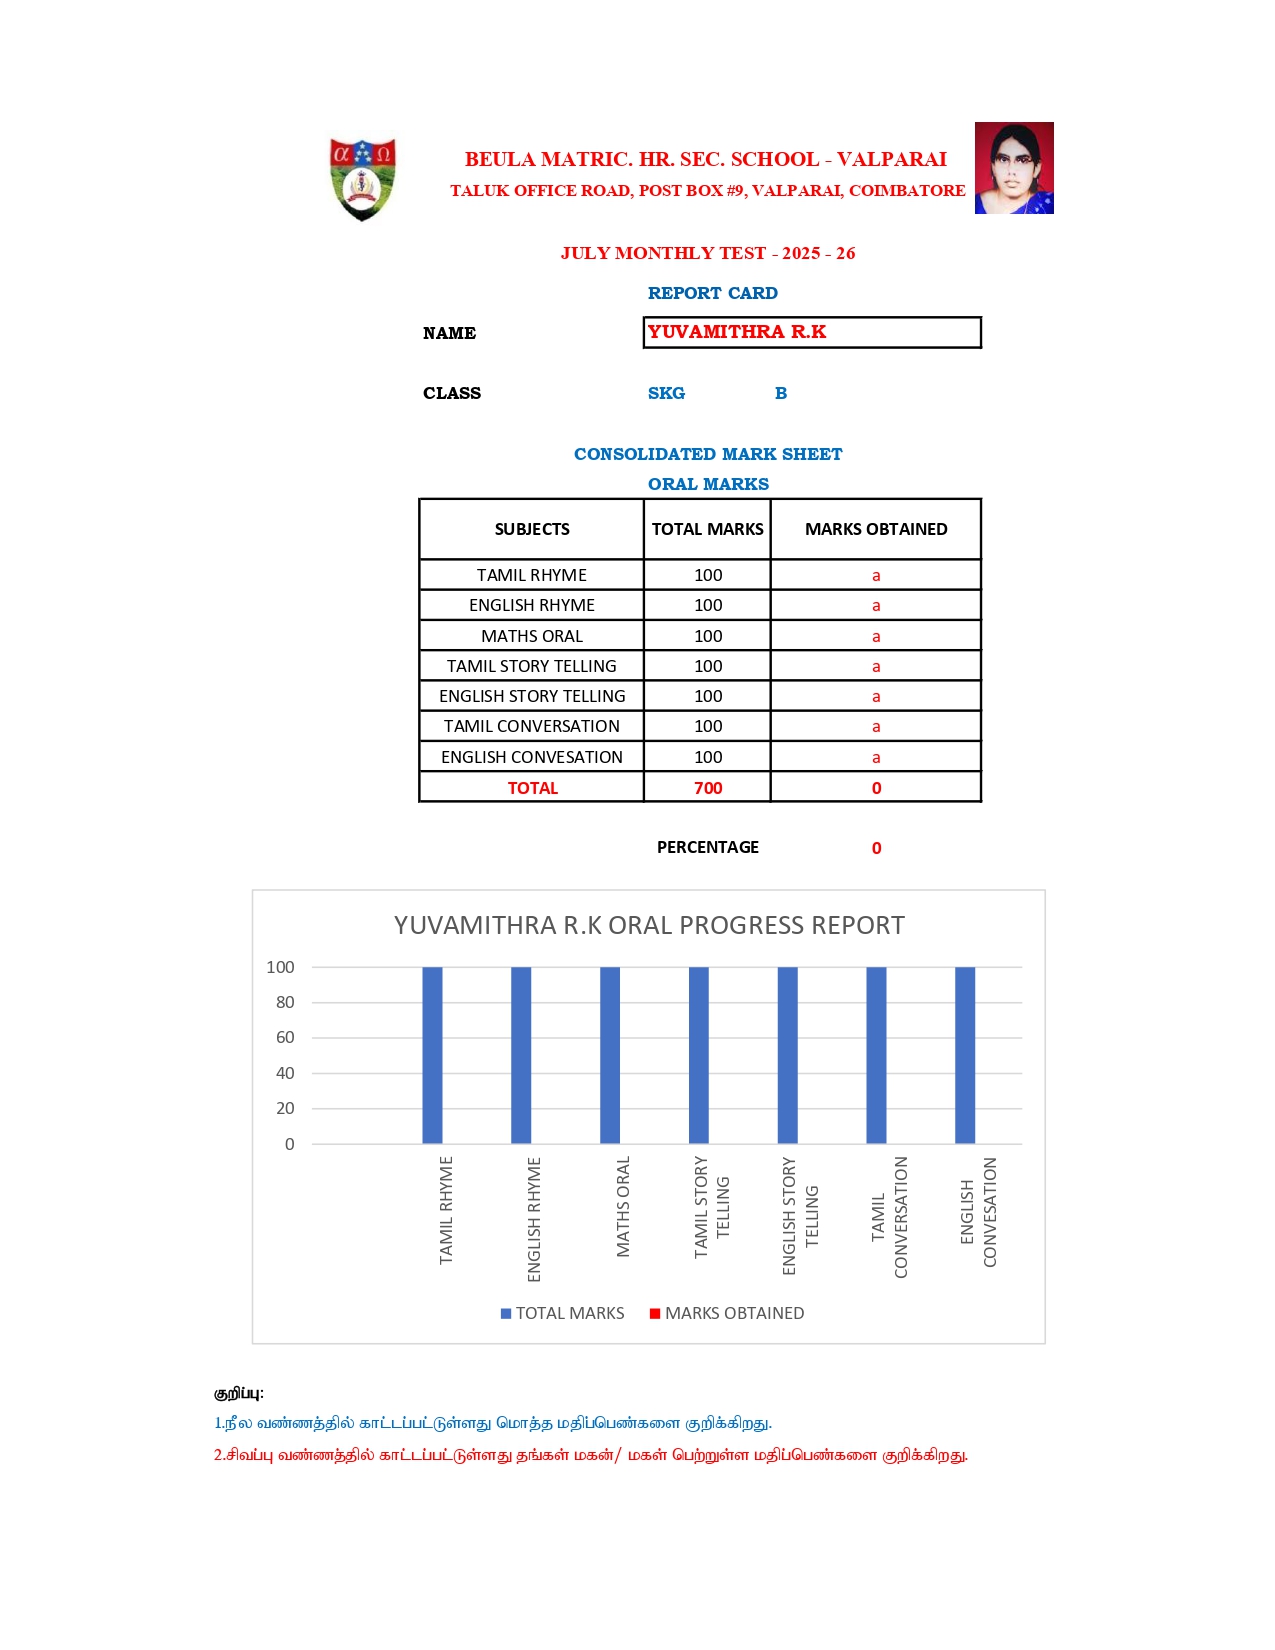 α Ω
BEULA MATRIC. HR. SEC. SCHOOL - VALPARAI
TALUK OFFICE ROAD, POST BOX #9, VALPARAI, COIMBATORE
JULY MONTHLY TEST - 2025 - 26
REPORT CARD
NAME YUVAMITHRA R.K
CLASS SKG B
CONSOLIDATED MARK SHEET
ORAL MARKS
SUBJECTS TOTAL MARKS MARKS OBTAINED
TAMIL RHYME 100 a
ENGLISH RHYME 100 a
MATHS ORAL 100 a
TAMIL STORY TELLING 100 a
ENGLISH STORY TELLING 100 a
TAMIL CONVERSATION 100 a
ENGLISH CONVESATION 100 a
TOTAL 700 0
PERCENTAGE 0
YUVAMITHRA R.K ORAL PROGRESS REPORT
100
80
60
40
20
0
TAMIL RHYME
ENGLISH RHYME
MATHS ORAL
TAMIL STORY
TELLING
ENGLISH STORY
TELLING
TAMIL
CONVERSATION
ENGLISH
CONVESATION
TOTAL MARKS MARKS OBTAINED
குறிப்பு:
1.நீல வண்ணத்தில் காட்டப்பட்டுள்ளது மொத்த மதிப்பெண்களை குறிக்கிறது.
2.சிவப்பு வண்ணத்தில் காட்டப்பட்டுள்ளது தங்கள் மகன்/ மகள் பெற்றுள்ள மதிப்பெண்களை குறிக்கிறது.